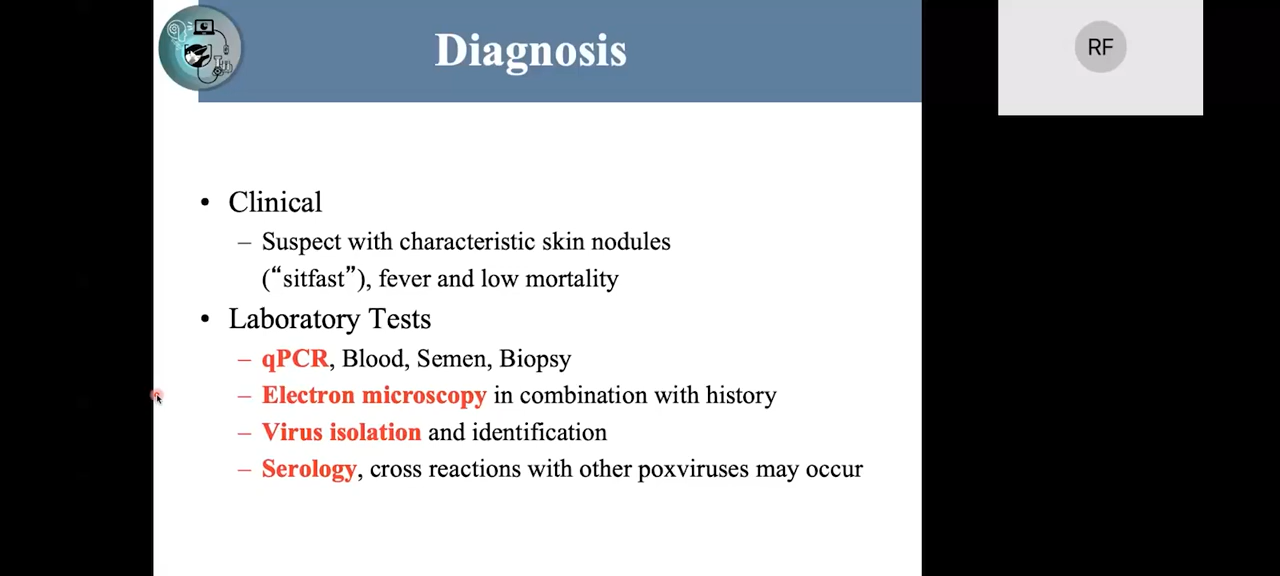 Diagnosis
RF
• Clinical
– Suspect with characteristic skin nodules
(“sitfast”), fever and low mortality
• Laboratory Tests
– qPCR, Blood, Semen, Biopsy
– Electron microscopy in combination with history
– Virus isolation and identification
– Serology, cross reactions with other poxviruses may occur